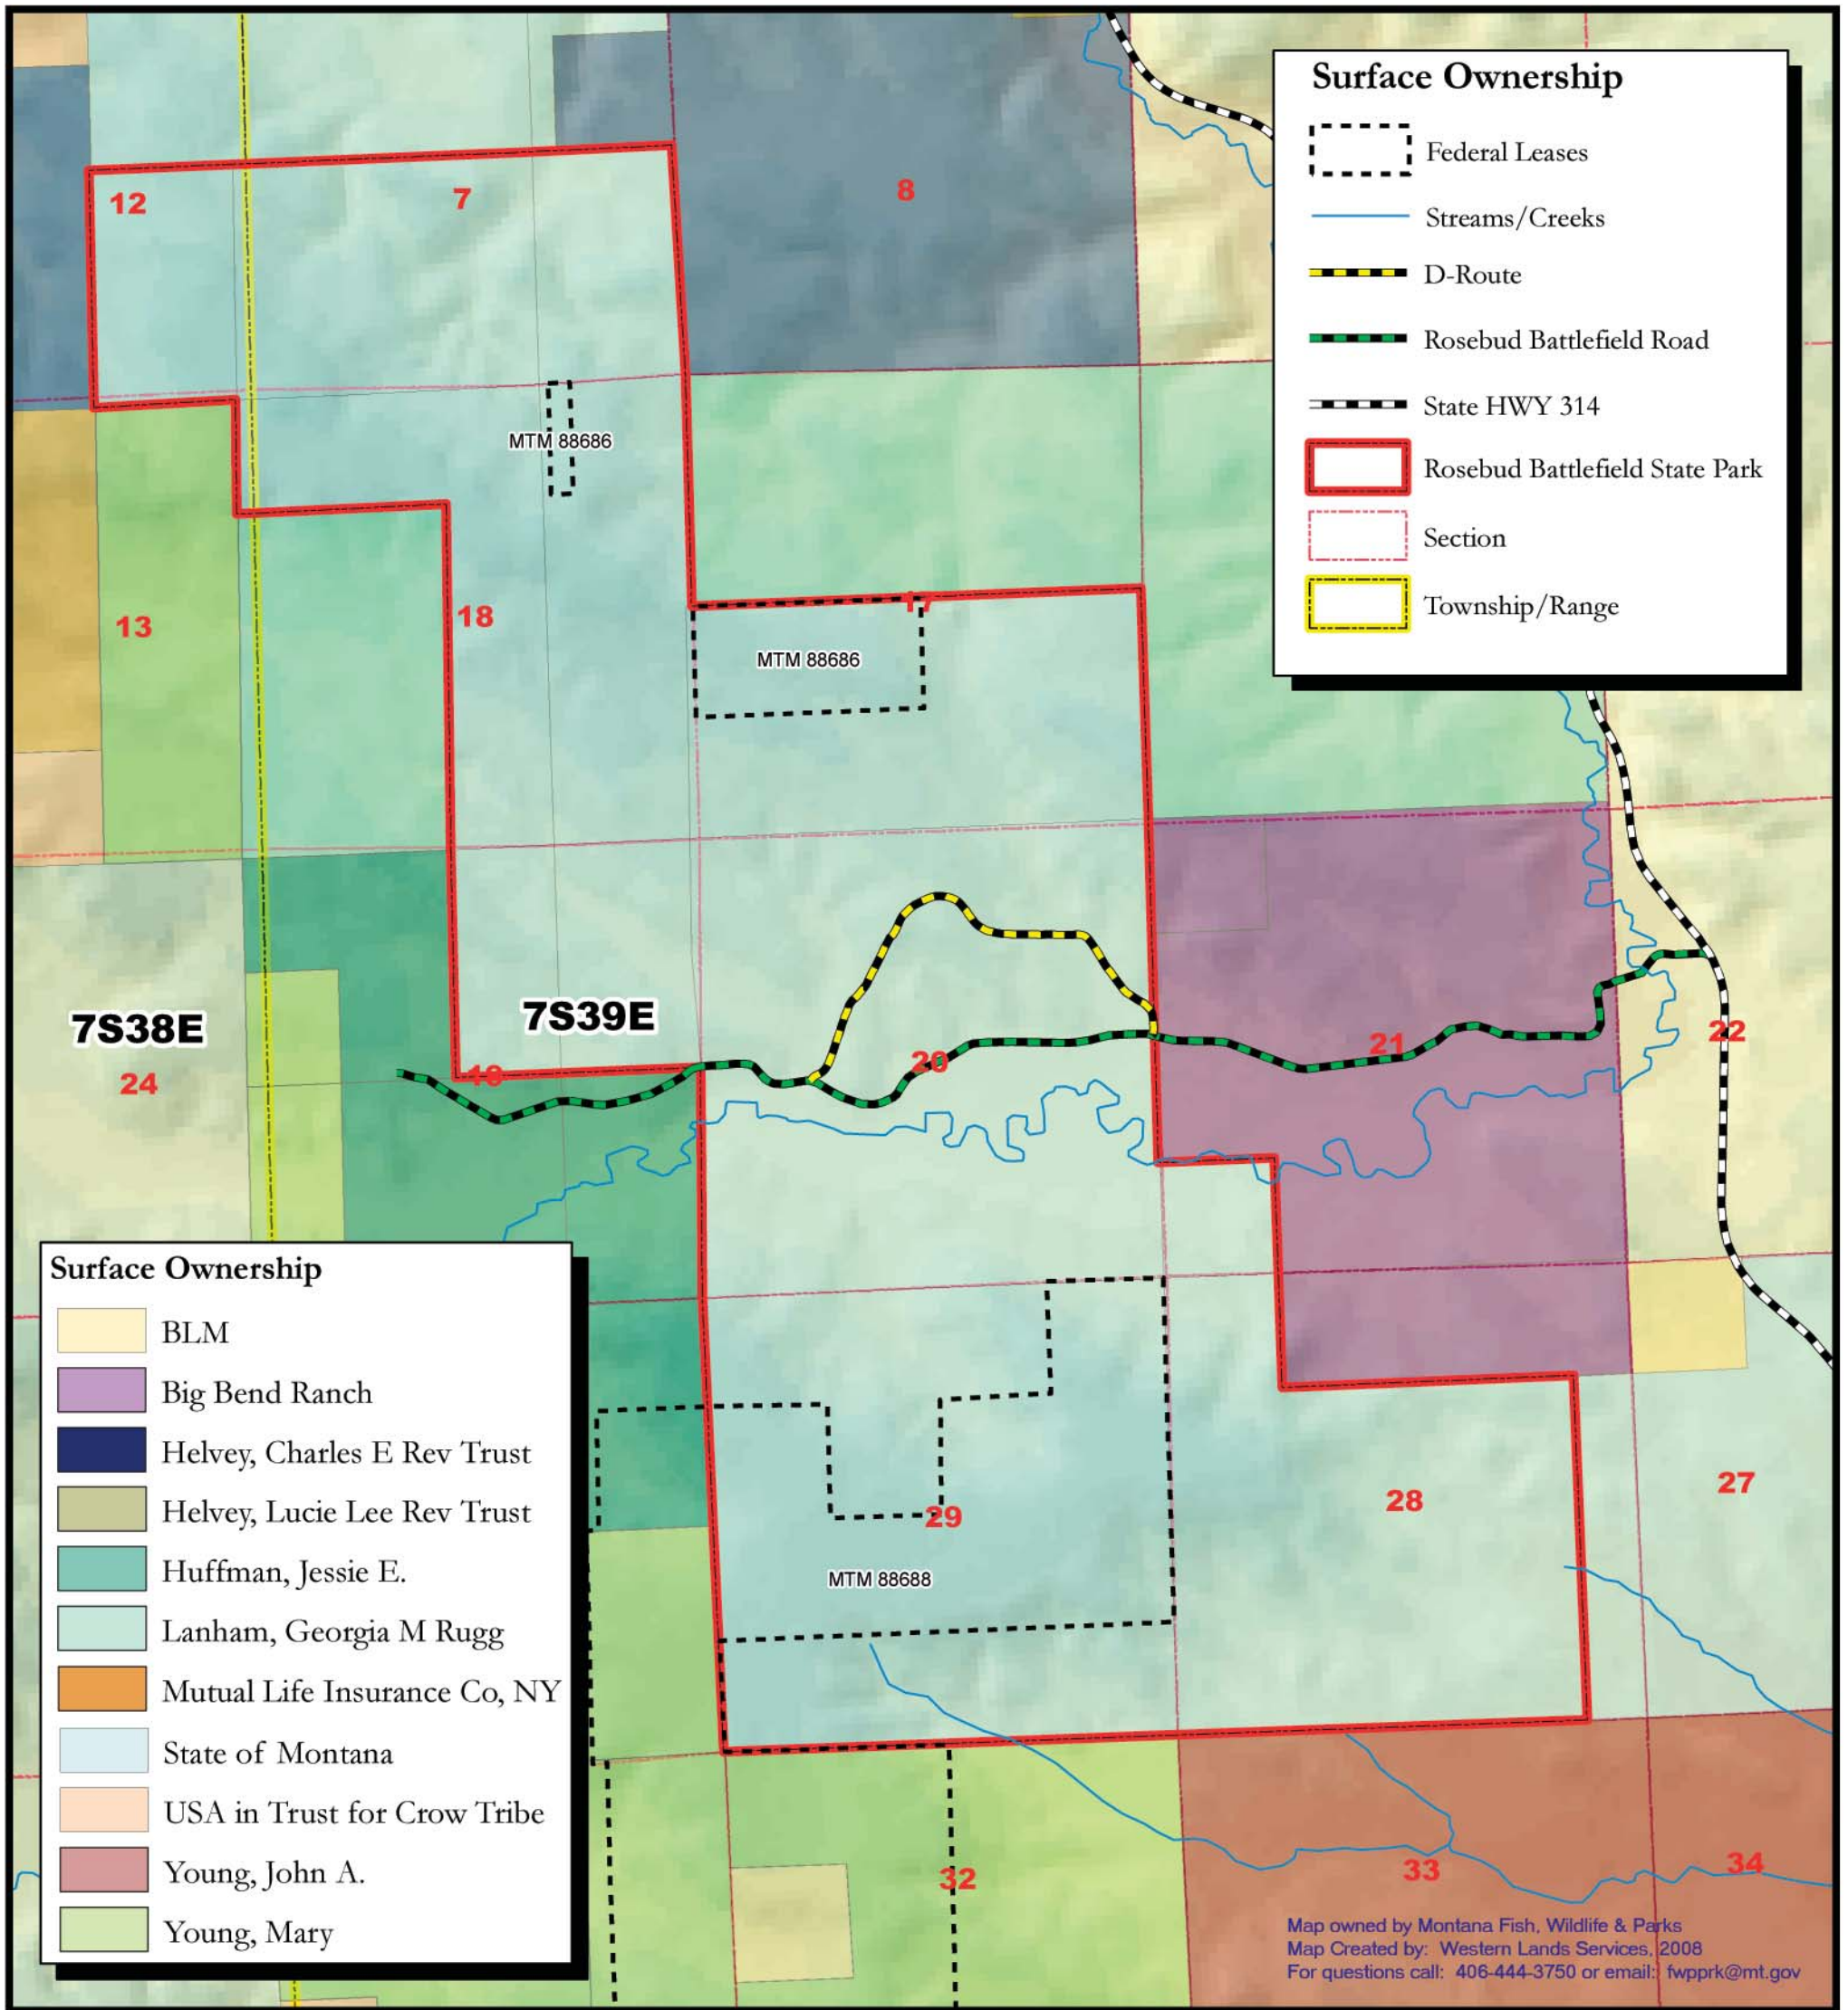 Surface Ownership
Federal Leases
Streams/Creeks
D-Route
Rosebud Battlefield Road
State HWY 314
Rosebud Battlefield State Park
Section
Township/Range
12
7
8
MTM 88686
13
18
17
MTM 88686
7S38E
7S39E
24
19
20
21
22
Surface Ownership
BLM
Big Bend Ranch
Helvey, Charles E Rev Trust
Helvey, Lucie Lee Rev Trust
Huffman, Jessie E.
Lanham, Georgia M Rugg
Mutual Life Insurance Co, NY
State of Montana
USA in Trust for Crow Tribe
Young, John A.
Young, Mary
29
28
27
MTM 88688
32
33
34
Map owned by Montana Fish, Wildlife & Parks
Map Created by: Western Lands Services, 2008
For questions call: 406-444-3750 or email: fwpprk@mt.gov